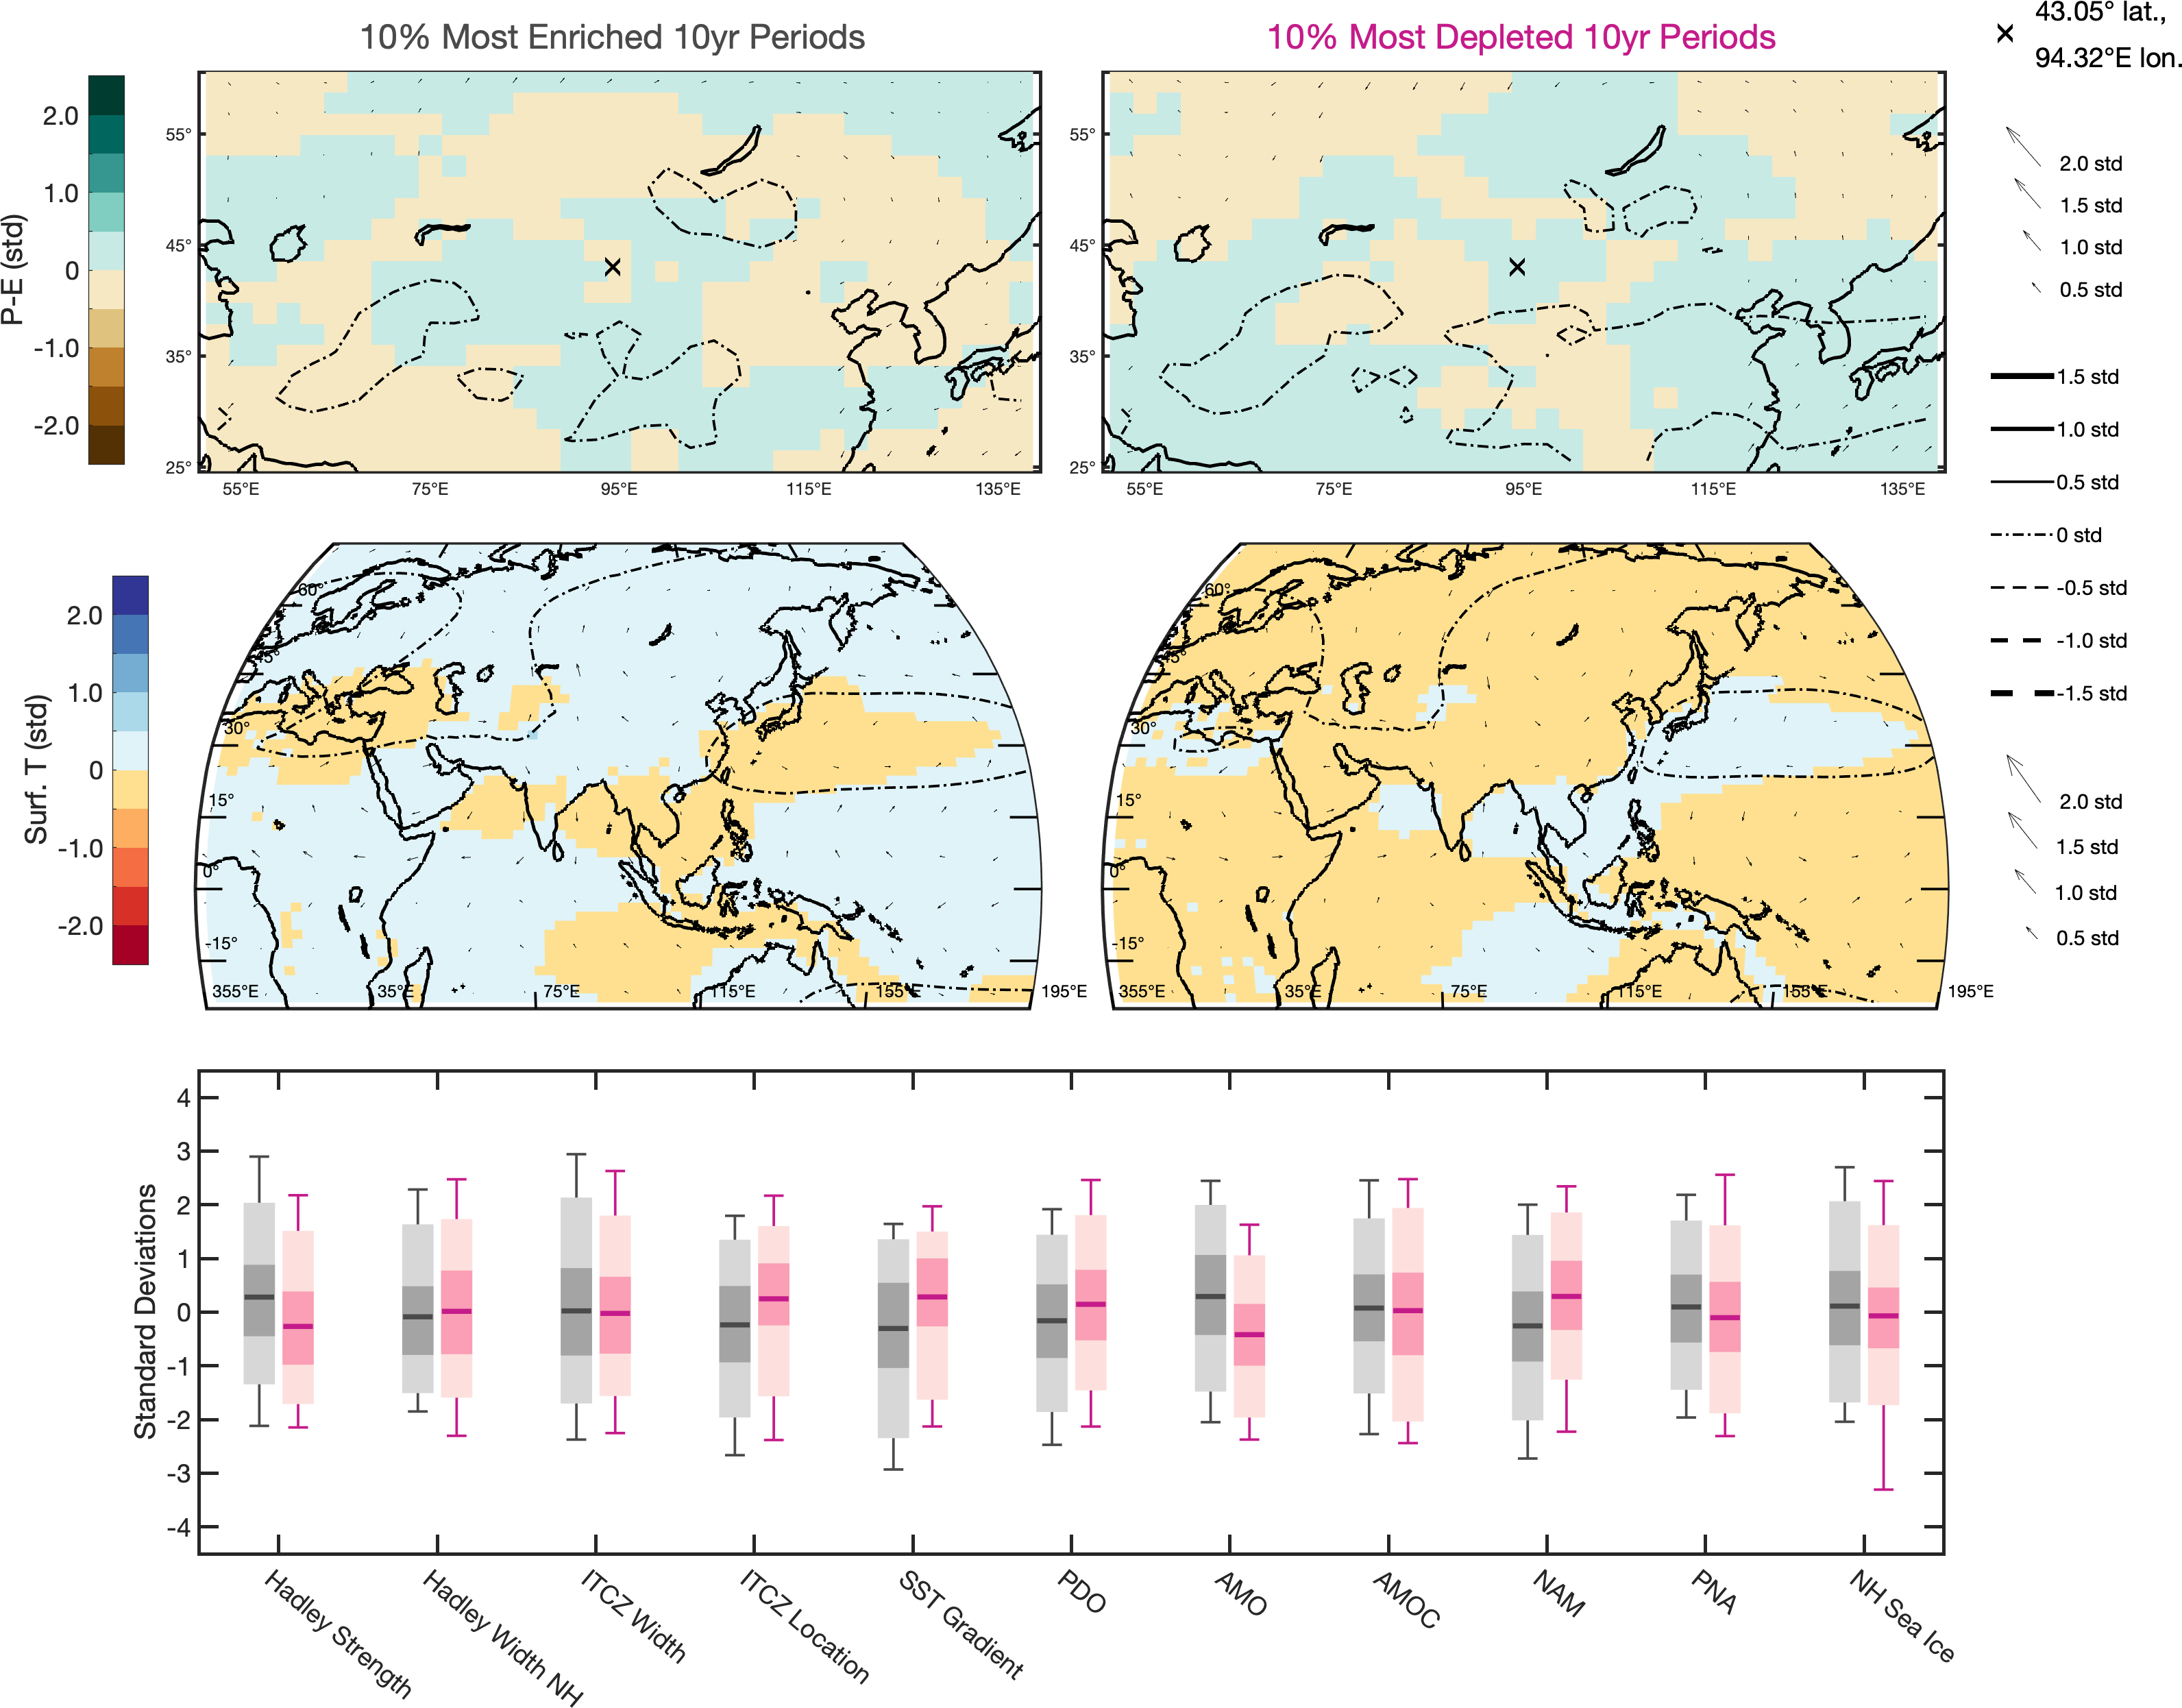 10% Most Enriched 10yr Periods
10% Most Depleted 10yr Periods
43.05° lat.,
94.32°E lon.
P-E (std)
2.0
1.0
0
-1.0
-2.0
55°
45°
35°
25°
55°E
75°E
95°E
115°E
135°E
55°
45°
35°
25°
55°E
75°E
95°E
115°E
135°E
2.0 std
1.5 std
1.0 std
0.5 std
1.5 std
1.0 std
0.5 std
0 std
-0.5 std
-1.0 std
-1.5 std
Surf. T (std)
2.0
1.0
0
-1.0
-2.0
60°
45°
30°
15°
0°
-15°
355°E
35°E
75°E
115°E
155°E
195°E
60°
45°
30°
15°
0°
-15°
355°E
35°E
75°E
115°E
155°E
195°E
2.0 std
1.5 std
1.0 std
0.5 std
Standard Deviations
4
3
2
1
0
-1
-2
-3
-4
Hadley Strength
Hadley Width NH
ITCZ Width
ITCZ Location
SST Gradient
PDO
AMO
AMOC
NAM
PNA
NH Sea Ice